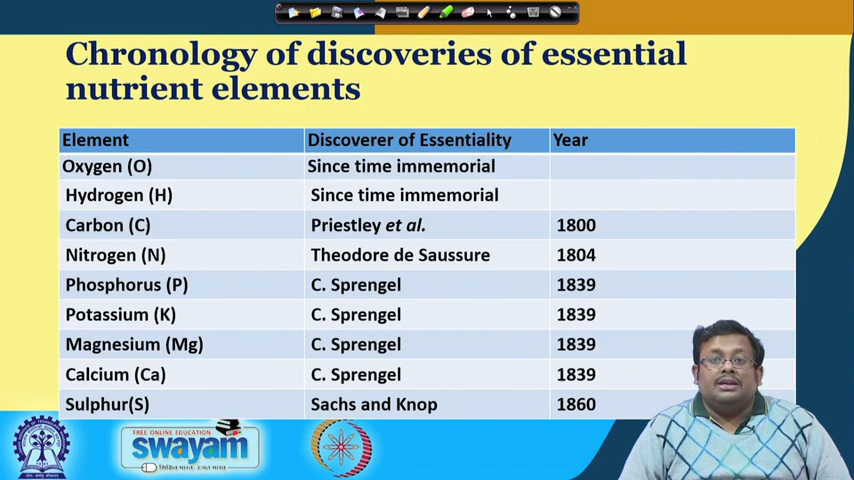 Chronology of discoveries of essential
nutrient elements
Element Discoverer of Essentiality Year
Oxygen (O) Since time immemorial
Hydrogen (H) Since time immemorial
Carbon (C) Priestley et al. 1800
Nitrogen (N) Theodore de Saussure 1804
Phosphorus (P) C. Sprengel 1839
Potassium (K) C. Sprengel 1839
Magnesium (Mg) C. Sprengel 1839
Calcium (Ca) C. Sprengel 1839
Sulphur(S) Sachs and Knop 1860
FREE ONLINE EDUCATION
swayam